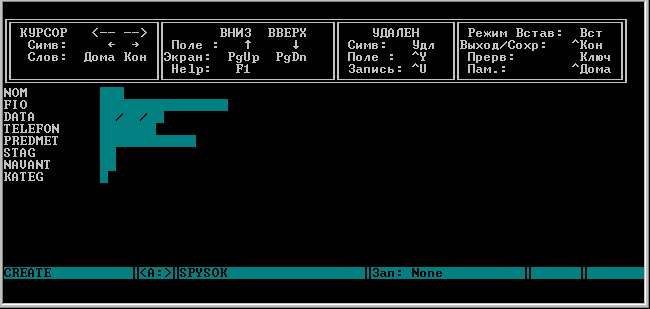 КУРСОР <-- --> ВНИЗ ВВЕРХ УДАЛЕН Режим Встав: Вст
Симв: ← → Поле : ↑ ↓ Симв: Удл Выход/Сохр: ^Кон
Слов: Дома Кон Экран: PgUp PgDn Поле : ^Y Прерв: Ключ
Help: F1 Запись: ^U Пам.: ^Дома
NOM
FIO
DATA / /
TELEFON
PREDMET
STAG
NAVANT
KATEG
CREATE ||<A:>||SPYSOK ||Зап: None || ||